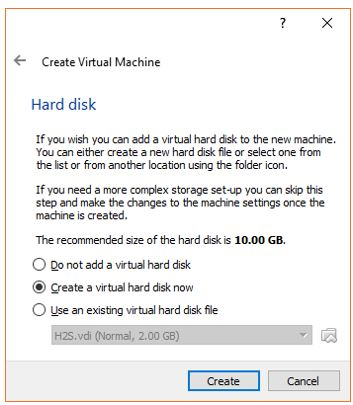 ?
Create Virtual Machine
Hard disk
If you wish you can add a virtual hard disk to the new machine.
You can either create a new hard disk file or select one from
the list or from another location using the folder icon.
If you need a more complex storage set-up you can skip this
step and make the changes to the machine settings once the
machine is created.
The recommended size of the hard disk is 10.00 GB.
Do not add a virtual hard disk
Create a virtual hard disk now
Use an existing virtual hard disk file
H2S.vdi (Normal, 2.00 GB)
Create Cancel